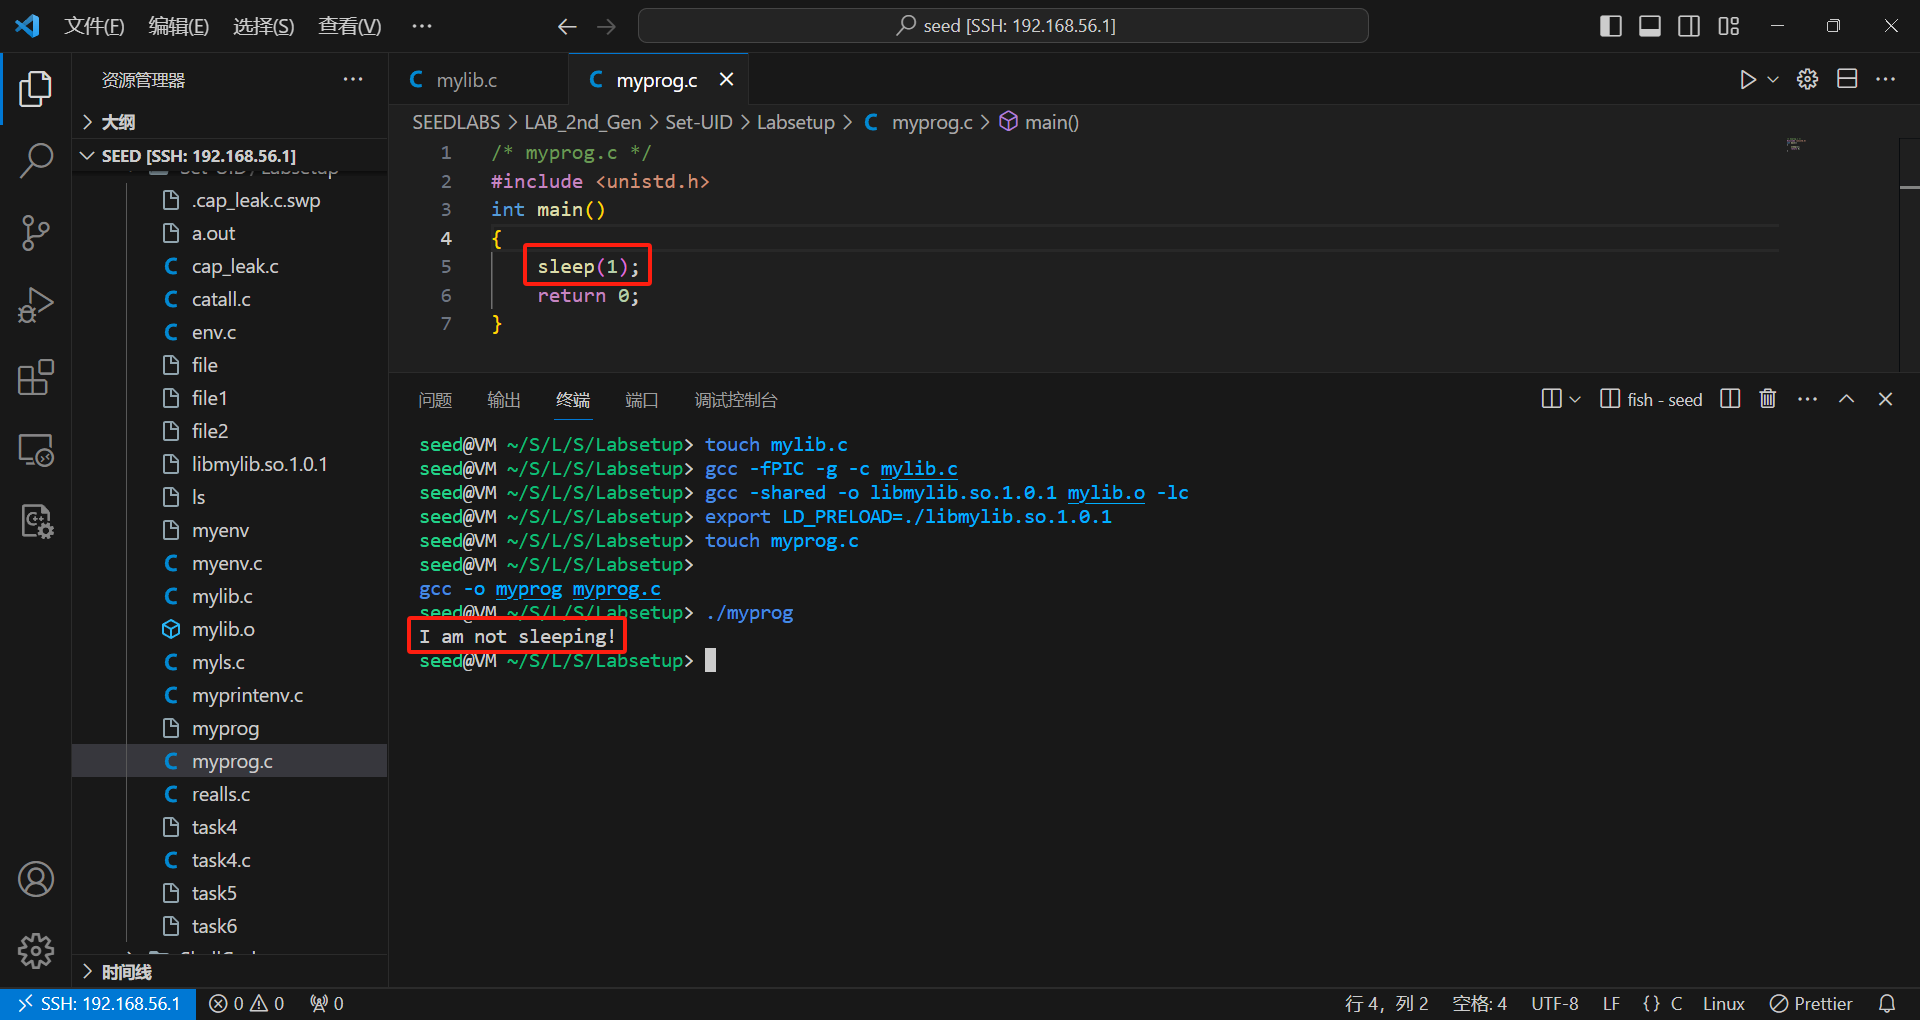 文件(F) 编辑(E) 选择(S) 查看(V) ··· seed [SSH: 192.168.56.1]
资源管理器
大纲
SEED [SSH: 192.168.56.1]
Set-UID / Labsetup
.cap_leak.c.swp
a.out
cap_leak.c
catall.c
env.c
file
file1
file2
libmylib.so.1.0.1
ls
myenv
myenv.c
mylib.c
mylib.o
myls.c
myprintenv.c
myprog
myprog.c
realls.c
task4
task4.c
task5
task6
时间线
mylib.c myprog.c
SEEDLABS > LAB_2nd_Gen > Set-UID > Labsetup > C myprog.c > main()
1 /* myprog.c */
2 #include <unistd.h>
3 int main()
4 {
5 sleep(1);
6 return 0;
7 }
问题 输出 终端 端口 调试控制台 fish - seed
seed@VM ~/S/L/S/Labsetup> touch mylib.c
seed@VM ~/S/L/S/Labsetup> gcc -fPIC -g -c mylib.c
seed@VM ~/S/L/S/Labsetup> gcc -shared -o libmylib.so.1.0.1 mylib.o -lc
seed@VM ~/S/L/S/Labsetup> export LD_PRELOAD=./libmylib.so.1.0.1
seed@VM ~/S/L/S/Labsetup> touch myprog.c
seed@VM ~/S/L/S/Labsetup>
gcc -o myprog myprog.c
seed@VM ~/S/L/S/Labsetup> ./myprog
I am not sleeping!
seed@VM ~/S/L/S/Labsetup>
SSH: 192.168.56.1 0 0 0 行 4，列 2 空格: 4 UTF-8 LF {} C Linux Prettier